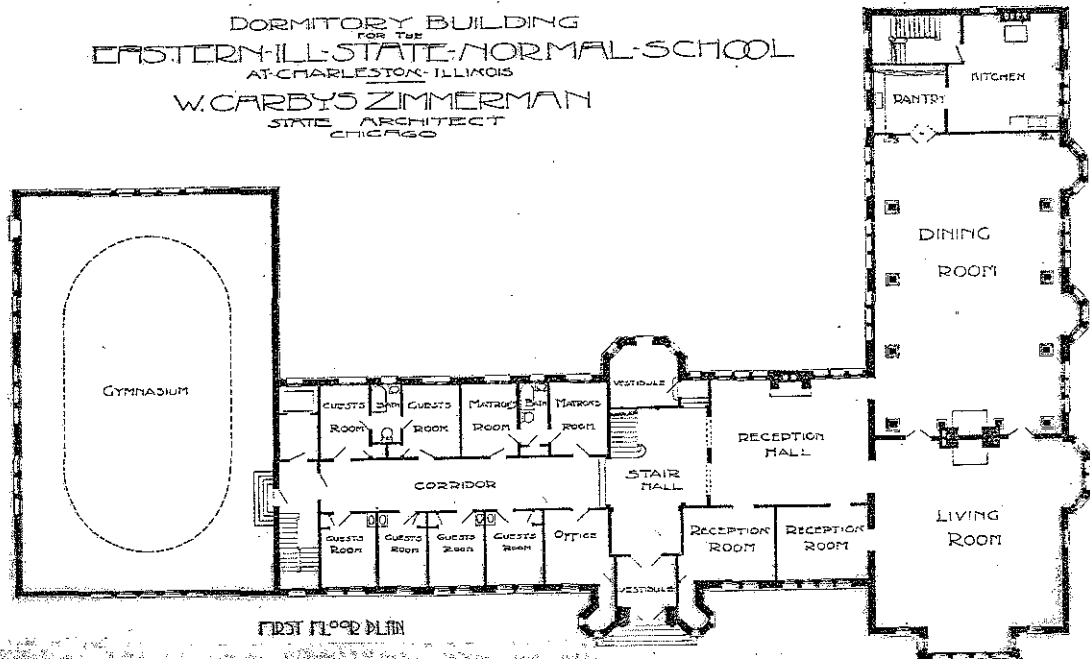 DORMITORY BUILDING
FOR THE
EASTERN-ILL-STATE-NORMAL-SCHOOL
AT-CHARLESTON-ILLINOIS
W. CARBYS ZIMMERMAN
STATE ARCHITECT
CHICAGO
KITCHEN
PANTRY
DINING
ROOM
GYMNASIUM
VESTIBULE
GUESTS
ROOM
BATH
GUESTS
ROOM
MATRON'S
ROOM
BATH
MATRON'S
ROOM
RECEPTION
HALL
STAIR
HALL
CORRIDOR
LIVING
ROOM
GUESTS
ROOM
GUESTS
ROOM
GUESTS
ROOM
GUESTS
ROOM
OFFICE
RECEPTION
ROOM
RECEPTION
ROOM
VESTIBULE
FIRST FLOOR PLAN